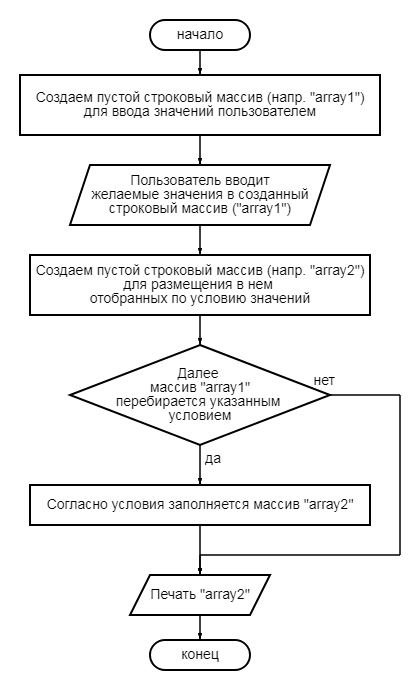 начало
Создаем пустой строковый массив (напр. "array1")
для ввода значений пользователем
Пользователь вводит
желаемые значения в созданный
строковый массив ("array1")
Создаем пустой строковый массив (напр. "array2")
для размещения в нем
отобранных по условию значений
Далее
массив "array1"
перебирается указанным
условием
нет
да
Согласно условия заполняется массив "array2"
Печать "array2"
конец